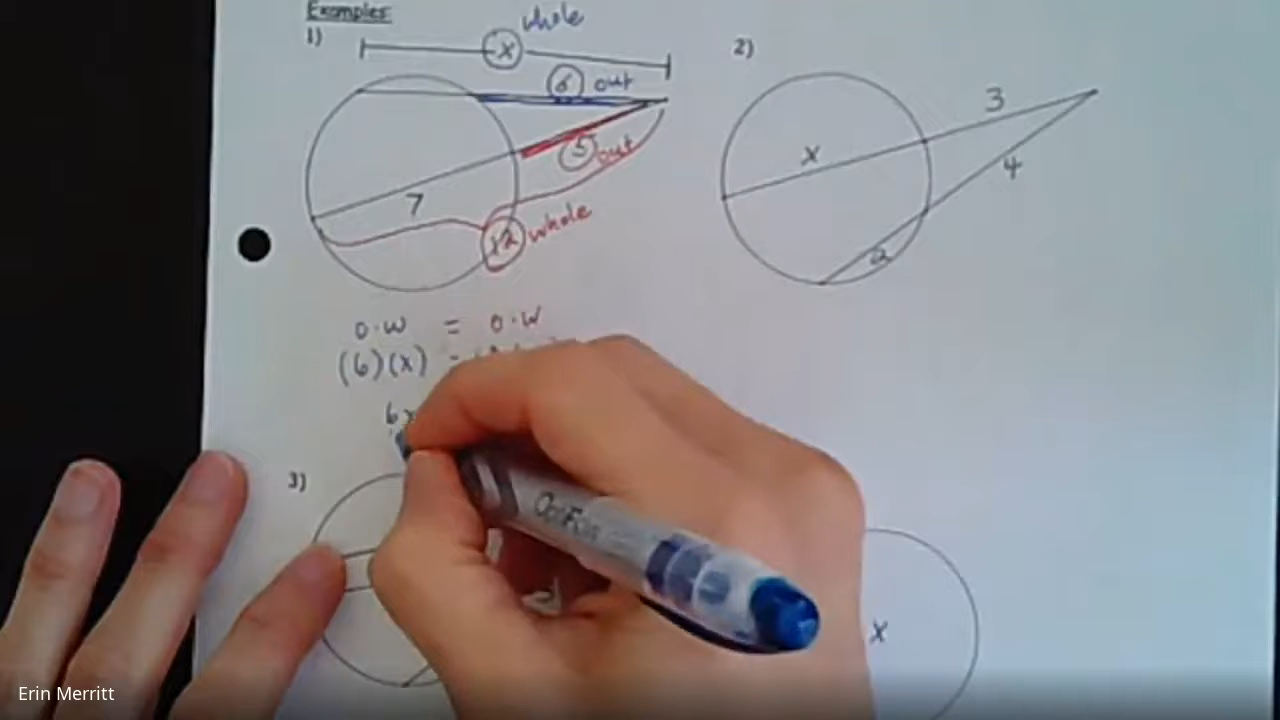 Examples
1)
whole
x
6 out
5 out
7
12 whole
2)
3
x
4
2
O·W = O·W
(6)(x) =
6x
3)
x
Erin Merritt